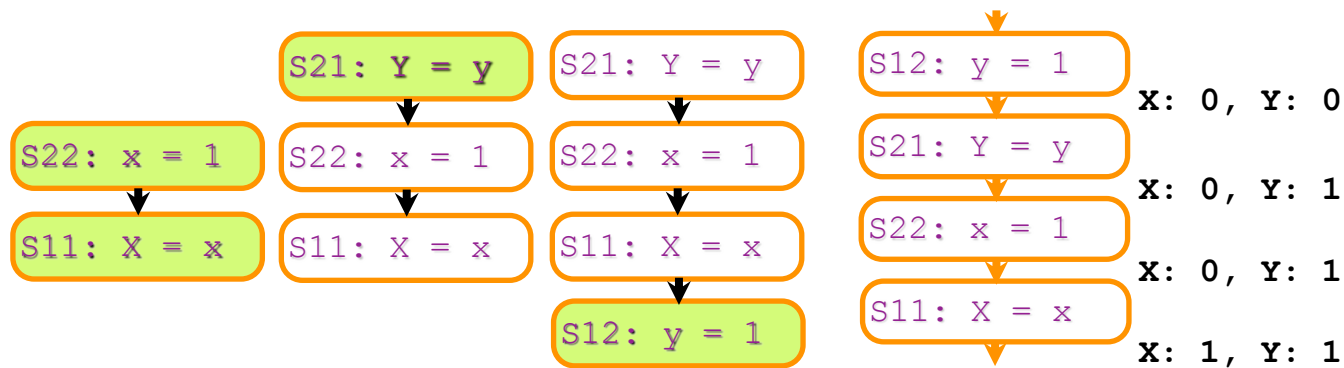 S22: x = 1
S11: X = x
S21: Y = y
S22: x = 1
S11: X = x
S21: Y = y
S22: x = 1
S11: X = x
S12: y = 1
S12: y = 1
X: 0, Y: 0
S21: Y = y
X: 0, Y: 1
S22: x = 1
X: 0, Y: 1
S11: X = x
X: 1, Y: 1